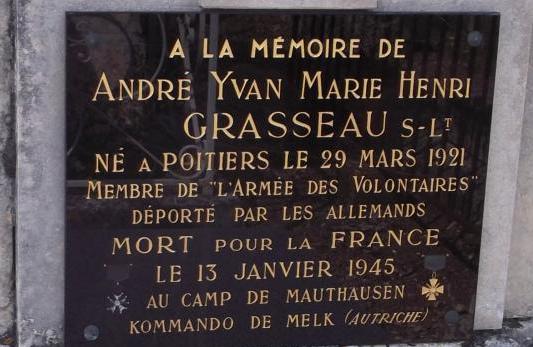 A LA MÉMOIRE DE
ANDRÉ YVAN MARIE HENRI
GRASSEAU S-LT
NÉ A POITIERS LE 29 MARS 1921
MEMBRE DE "L'ARMÉE DES VOLONTAIRES"
DÉPORTÉ PAR LES ALLEMANDS
MORT POUR LA FRANCE
LE 13 JANVIER 1945
AU CAMP DE MAUTHAUSEN
KOMMANDO DE MELK (AUTRICHE)